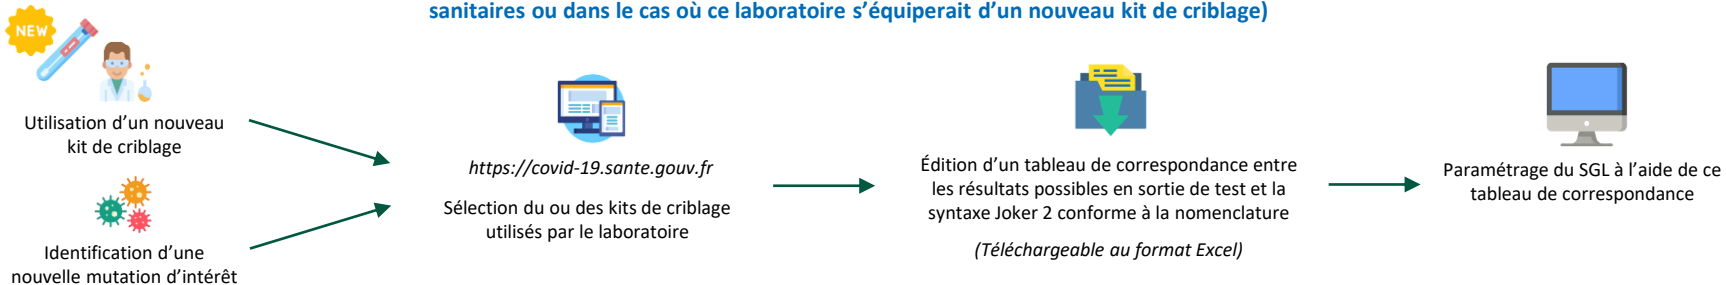 sanitaires ou dans le cas où ce laboratoire s’équiperait d’un nouveau kit de criblage)
NEW
Utilisation d’un nouveau
kit de criblage
Identification d’une
nouvelle mutation d’intérêt
https://covid-19.sante.gouv.fr
Sélection du ou des kits de criblage
utilisés par le laboratoire
Édition d’un tableau de correspondance entre
les résultats possibles en sortie de test et la
syntaxe Joker 2 conforme à la nomenclature
(Téléchargeable au format Excel)
Paramétrage du SGL à l’aide de ce
tableau de correspondance